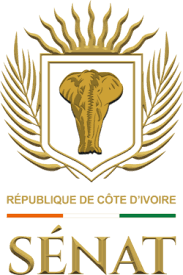 RÉPUBLIQUE DE CÔTE D'IVOIRE
SÉNAT